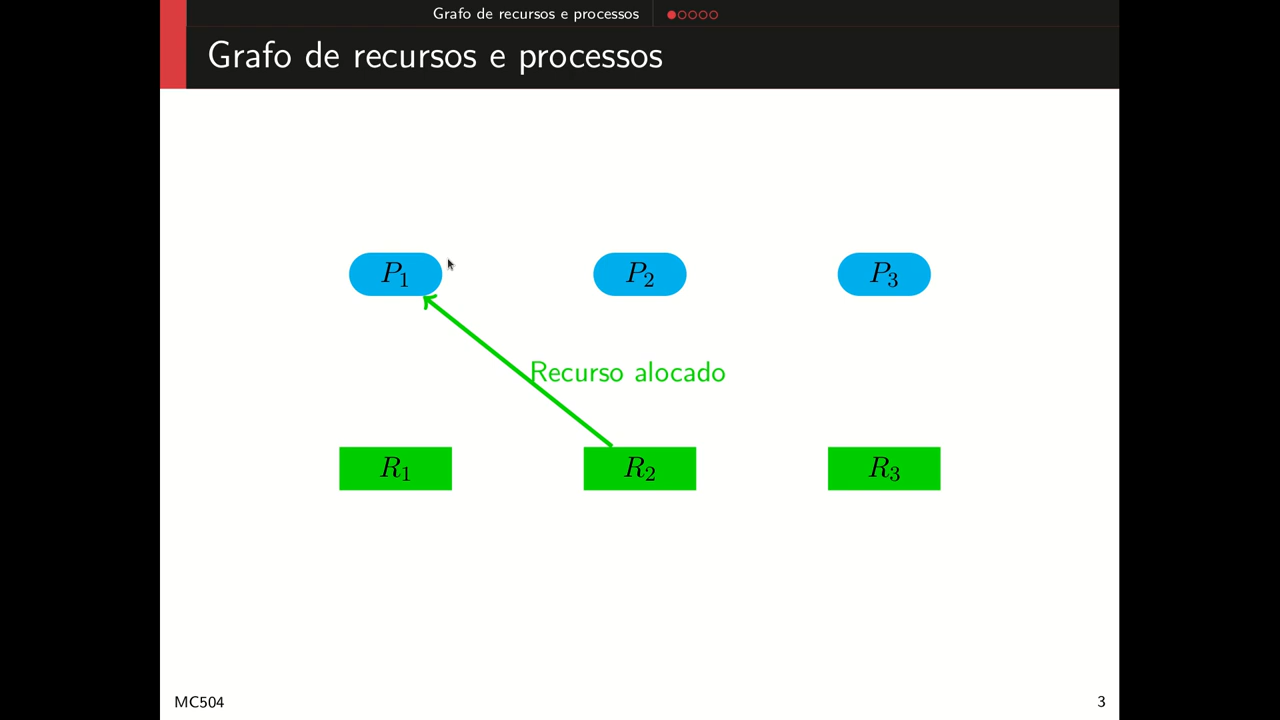 Grafo de recursos e processos
Grafo de recursos e processos
P1 P2 P3
Recurso alocado
R1 R2 R3
MC504 3